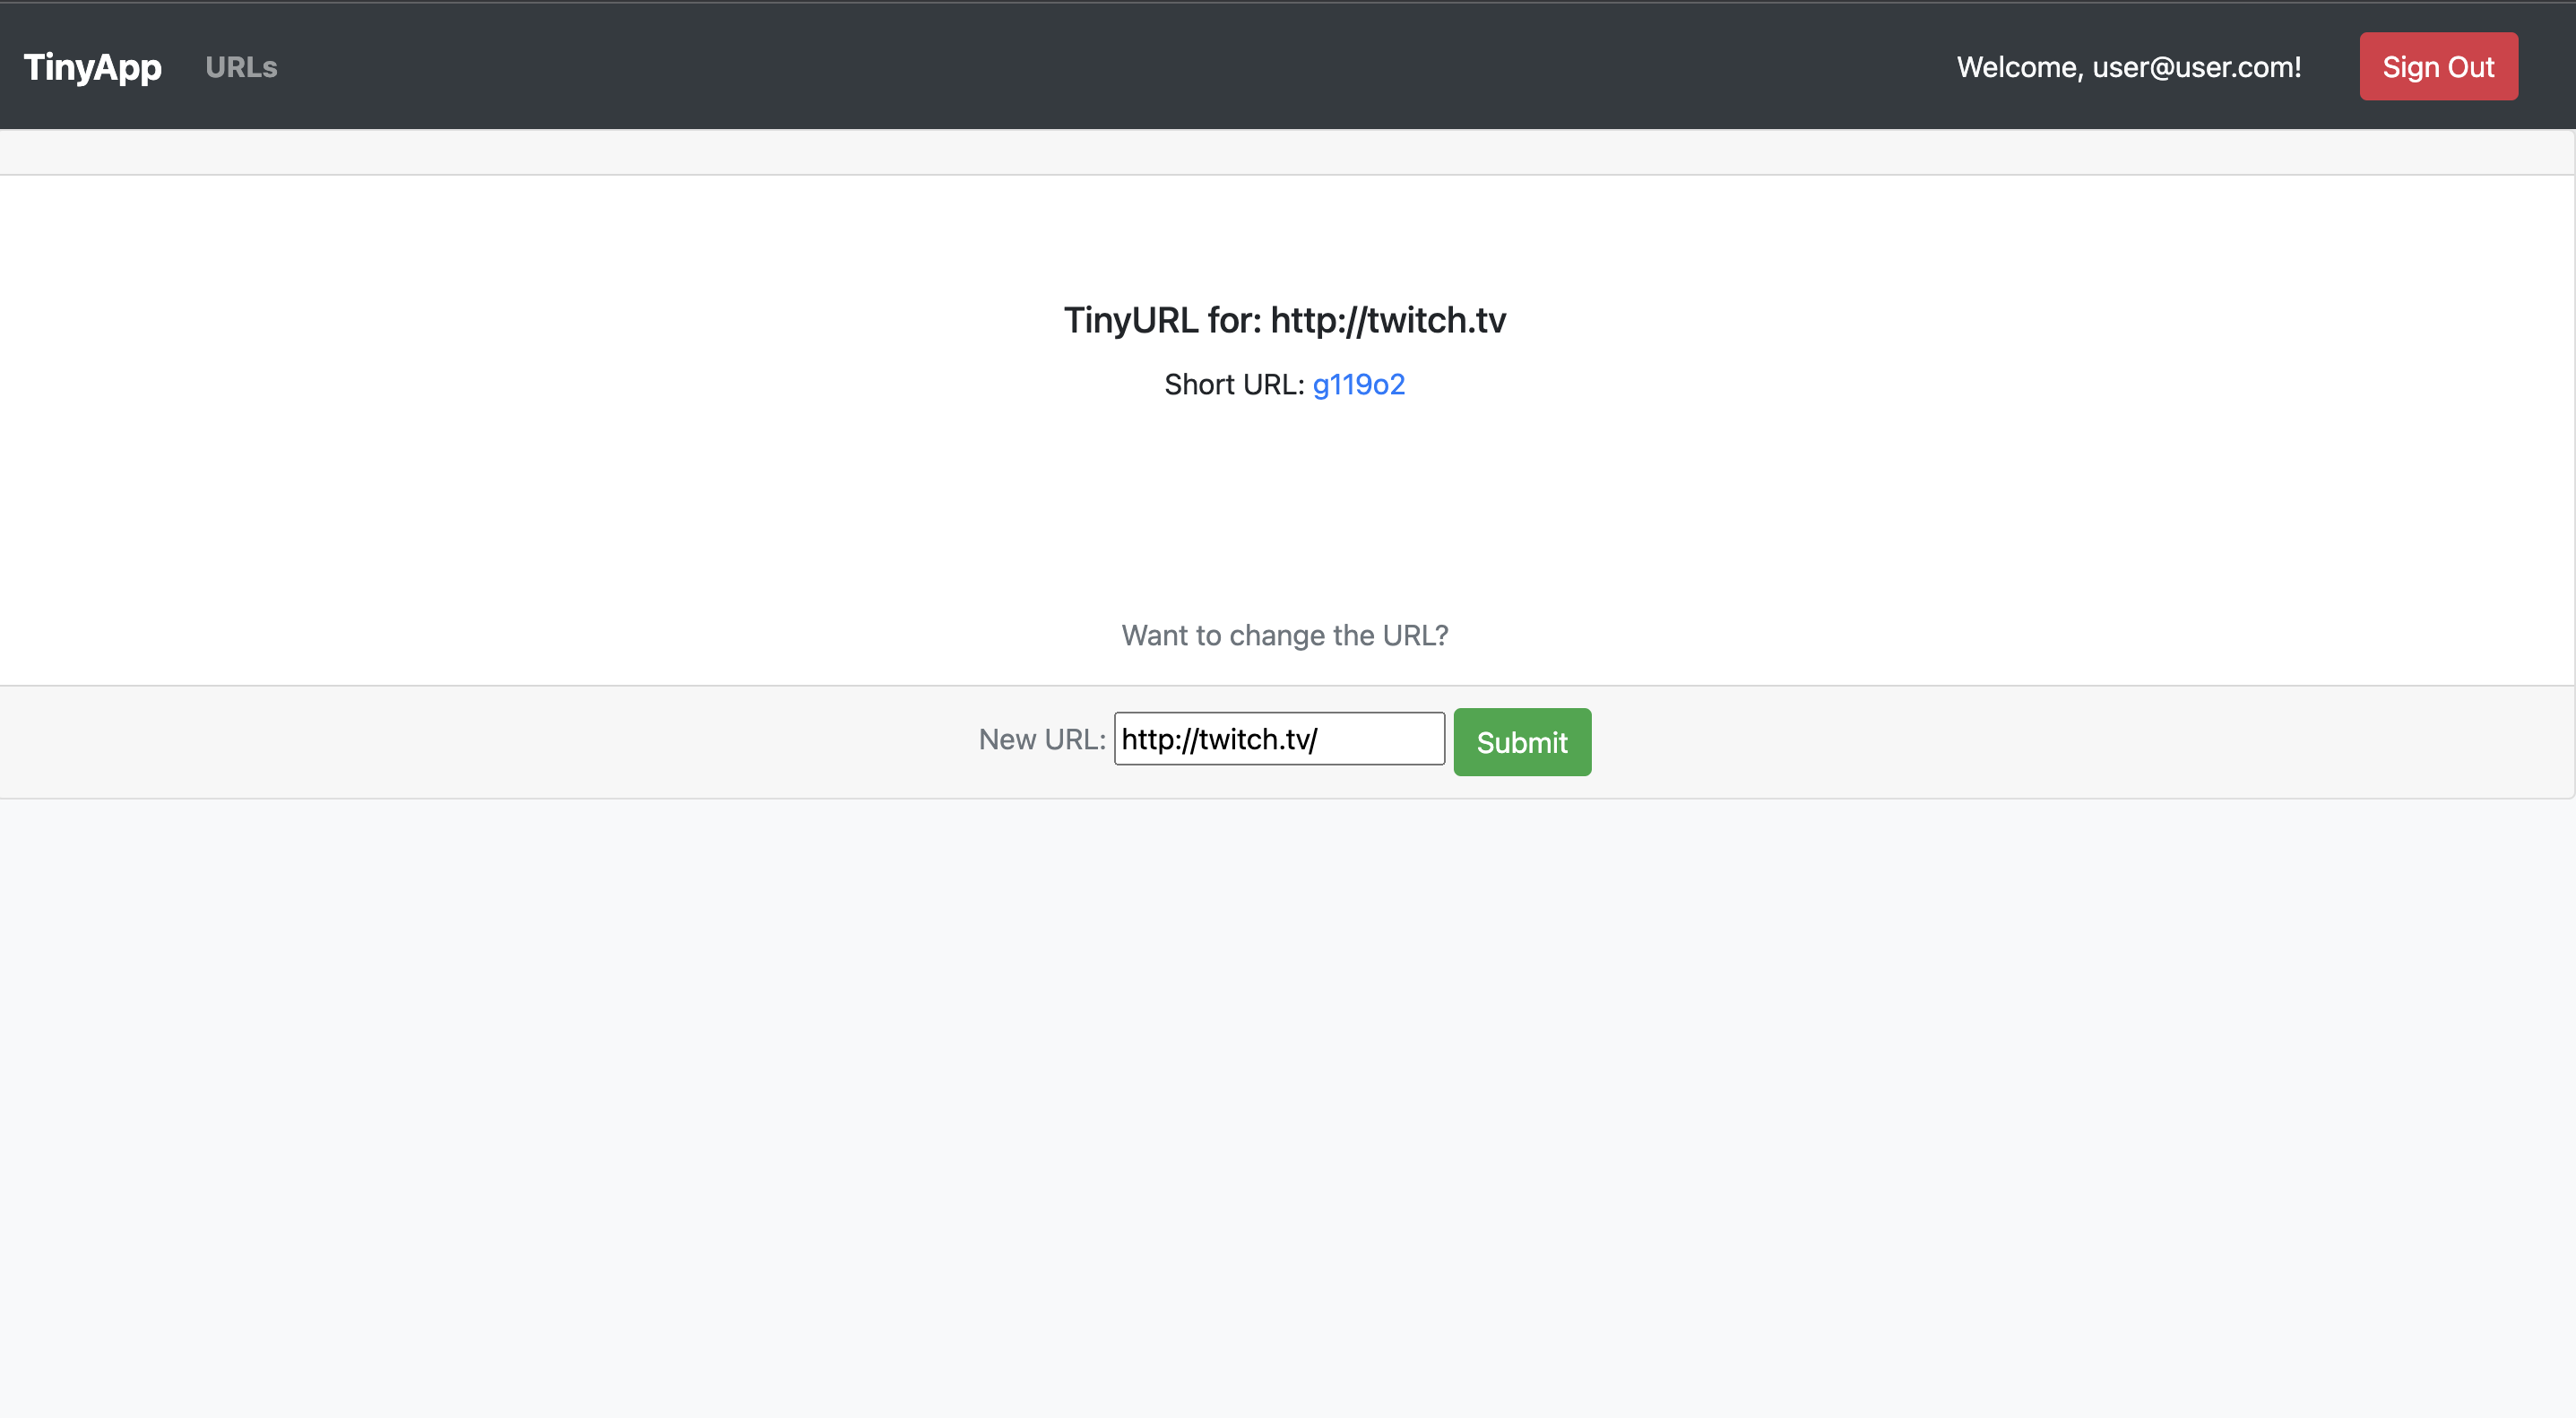 TinyApp URLs Welcome, user@user.com! Sign Out
TinyURL for: http://twitch.tv
Short URL: g119o2
Want to change the URL?
New URL: http://twitch.tv/ Submit